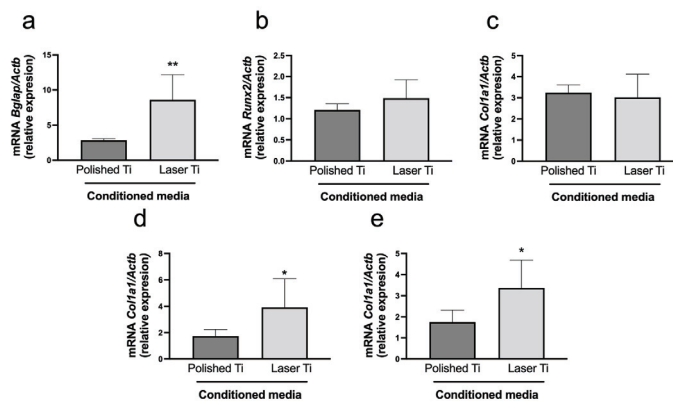 a
mRNA Bglap/Actb
(relative expresion)
15
10
5
0
**
Polished Ti Laser Ti
Conditioned media
b
mRNA Runx2/Actb
(relative expresion)
2.5
2.0
1.5
1.0
0.5
0.0
Polished Ti Laser Ti
Conditioned media
c
mRNA Col1a1/Actb
(relative expresion)
5
4
3
2
1
0
Polished Ti Laser Ti
Conditioned media
d
mRNA Col1a1/Actb
(relative expresion)
8
6
4
2
0
*
Polished Ti Laser Ti
Conditioned media
e
mRNA Col1a1/Actb
(relative expresion)
5
4
3
2
1
0
*
Polished Ti Laser Ti
Conditioned media